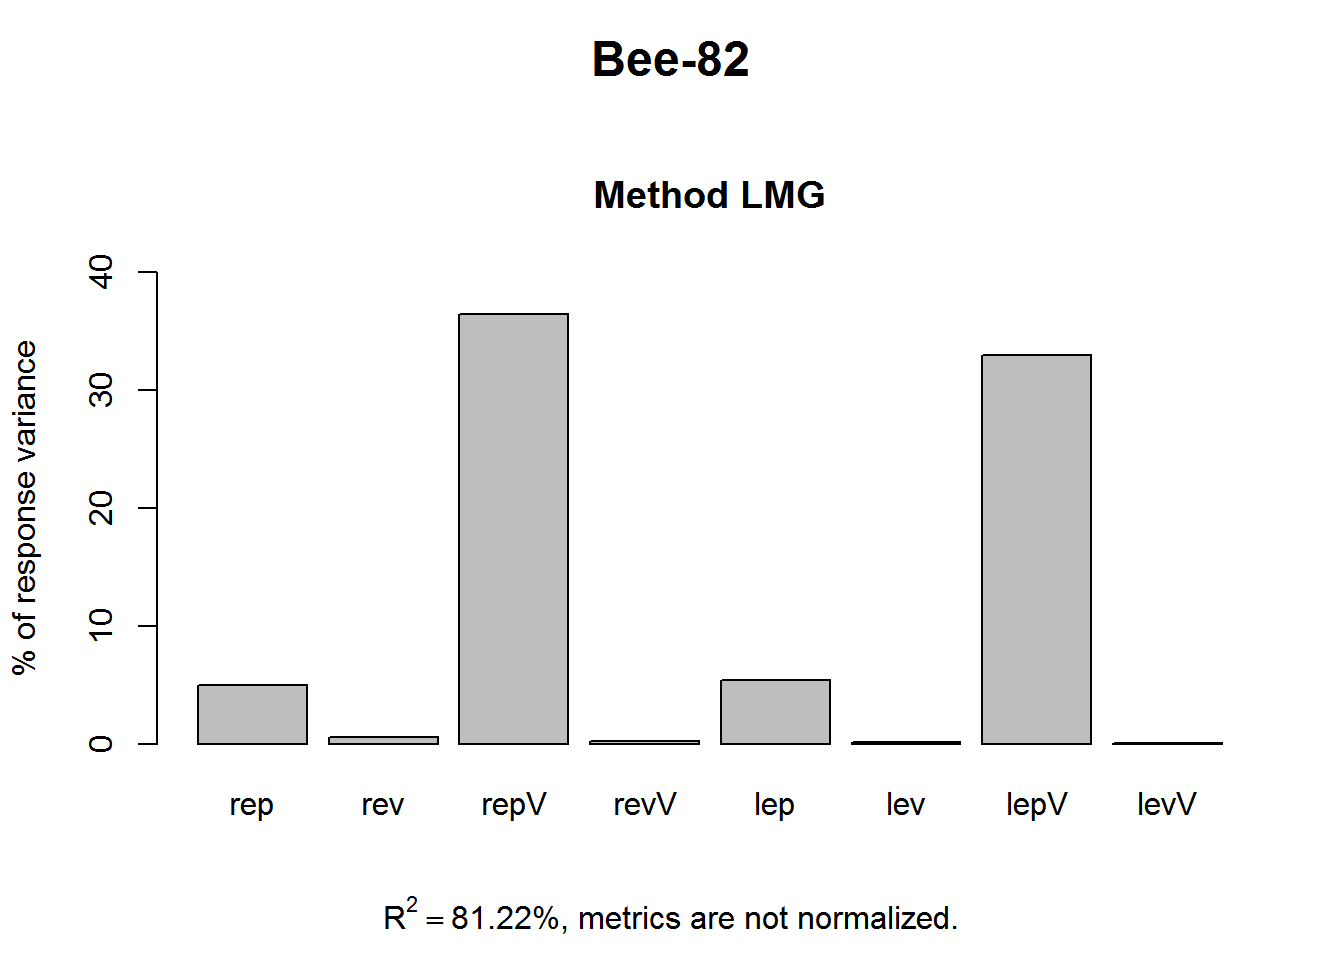 Bee-82
Method LMG
% of response variance
40
30
20
10
0
rep rev repV revV lep lev lepV levV
R² = 81.22%, metrics are not normalized.